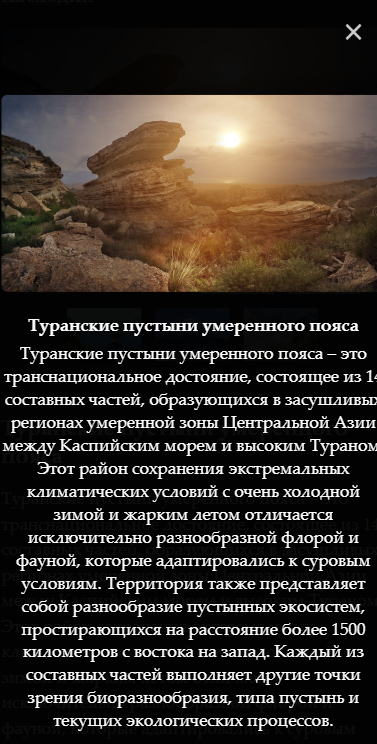 Туранские пустыни умеренного пояса
Туранские пустыни умеренного пояса – это
транснациональное достояние, состоящее из 14
составных частей, образующихся в засушливых
регионах умеренной зоны Центральной Азии
между Каспийским морем и высоким Тураном.
Этот район сохранения экстремальных
климатических условий с очень холодной
зимой и жарким летом отличается
исключительно разнообразной флорой и
фауной, которые адаптировались к суровым
условиям. Территория также представляет
собой разнообразие пустынных экосистем,
простирающихся на расстояние более 1500
километров с востока на запад. Каждый из
составных частей выполняет другие точки
зрения биоразнообразия, типа пустынь и
текущих экологических процессов.